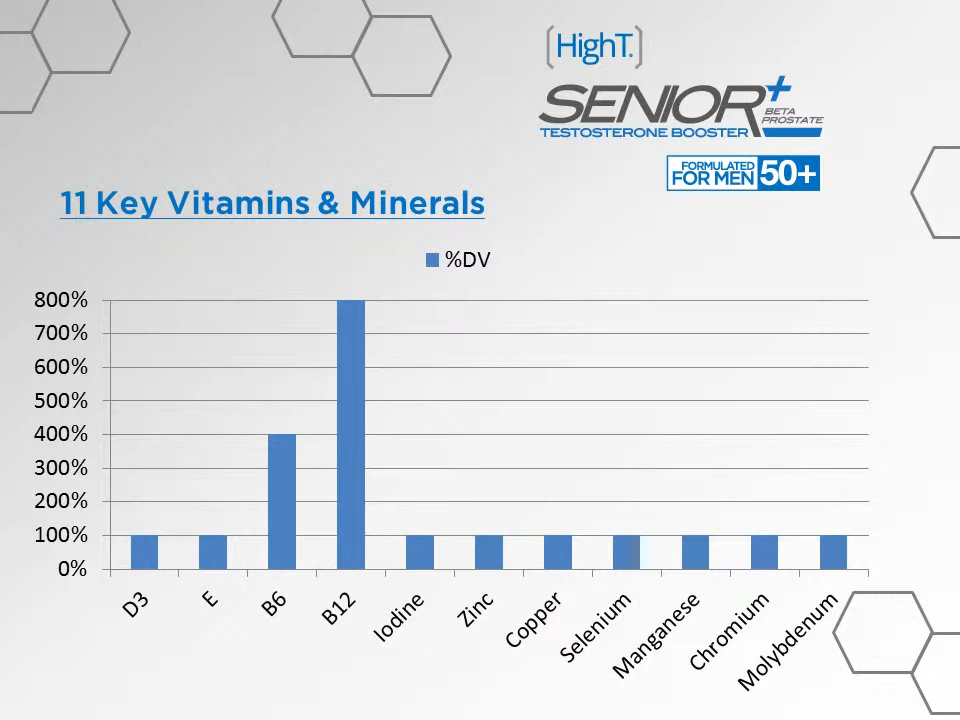 [HighT.]
SENIOR+
BETA
PROSTATE
TESTOSTERONE BOOSTER
FORMULATED
FOR MEN 50+
11 Key Vitamins & Minerals
%DV
800%
700%
600%
500%
400%
300%
200%
100%
0%
D3
E
B6
B12
Iodine
Zinc
Copper
Selenium
Manganese
Chromium
Molybdenum